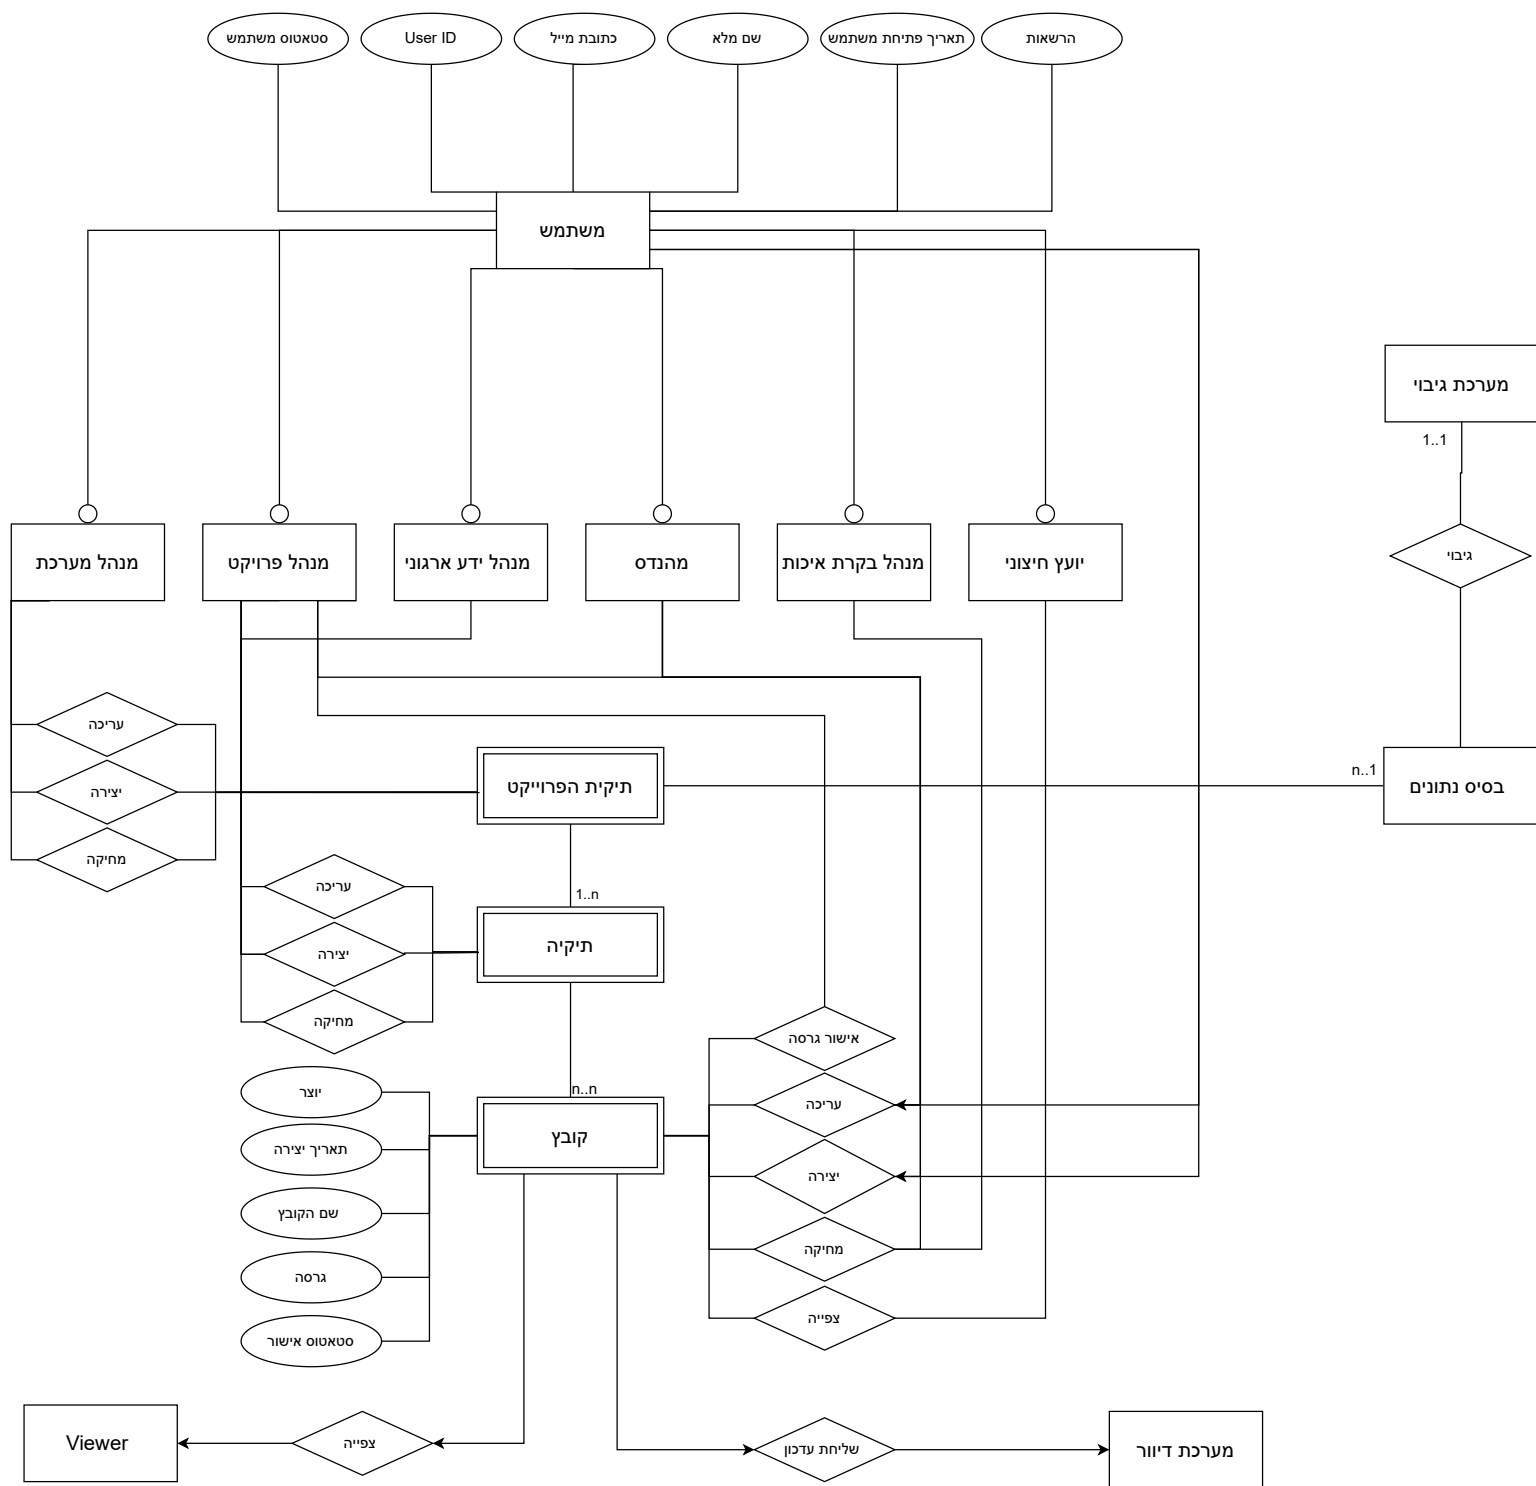 הרשאות
תאריך פתיחת משתמש
שם מלא
כתובת מייל
User ID
סטאטוס משתמש
משתמש
מערכת גיבוי
1..1
גיבוי
יועץ חיצוני
מנהל בקרת איכות
מהנדס
מנהל ידע ארגוני
מנהל פרויקט
מנהל מערכת
עריכה
יצירה
מחיקה
תיקית הפרוייקט
n..1
בסיס נתונים
1..n
תיקיה
עריכה
יצירה
מחיקה
n..n
קובץ
אישור גרסה
עריכה
יצירה
מחיקה
צפייה
יוצר
תאריך יצירה
שם הקובץ
גרסה
סטאטוס אישור
מערכת דיוור
שליחת עדכון
צפייה
Viewer